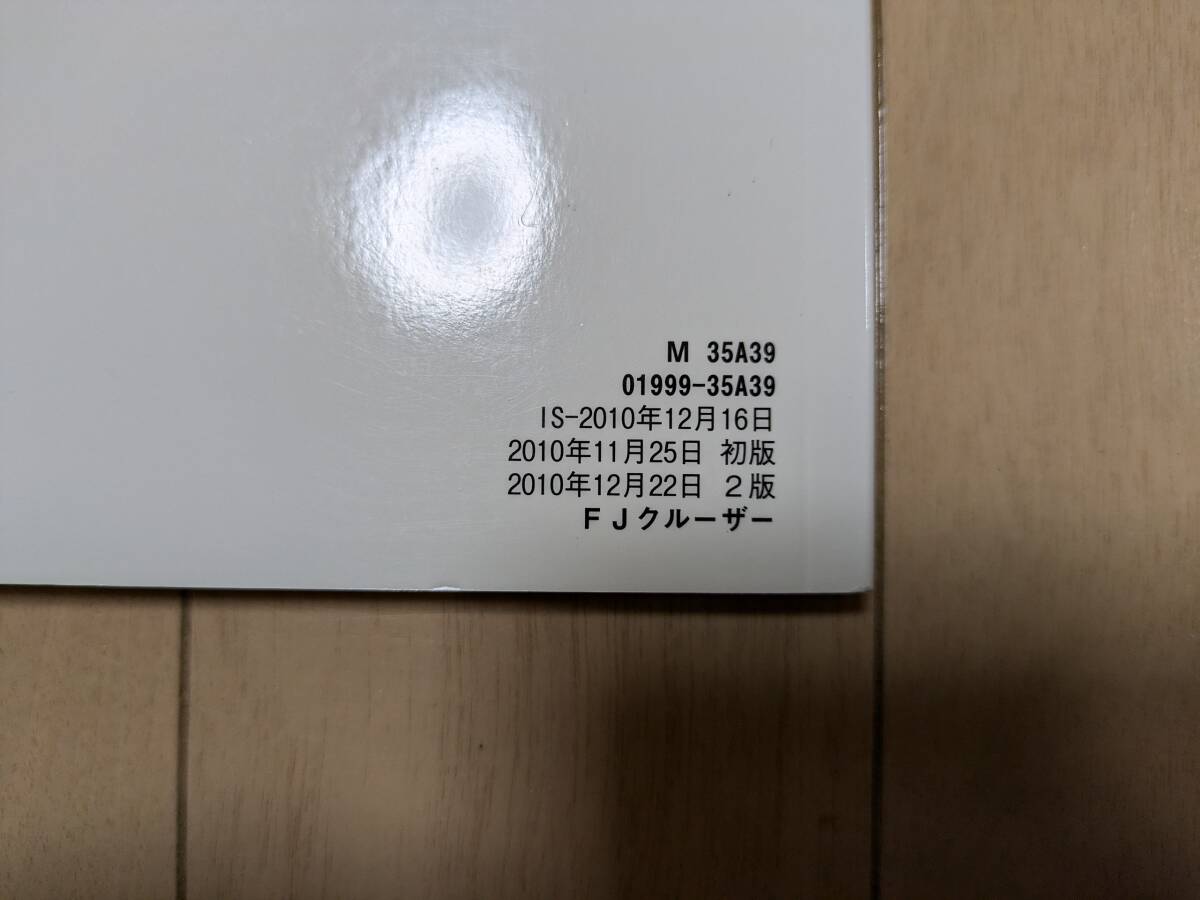 M 35A39
01999-35A39
IS-2010年12月16日
2010年11月25日 初版
2010年12月22日 2版
FJクルーザー